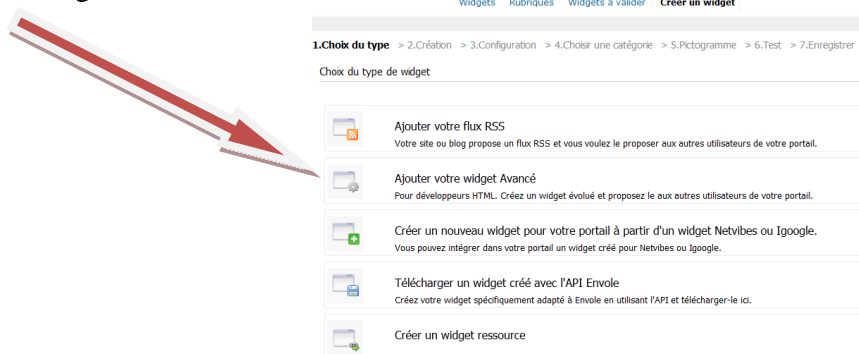 Widgets Rubriques Widgets à valider Créer un widget
1.Choix du type > 2.Création > 3.Configuration > 4.Choisir une catégorie > 5.Pictogramme > 6.Test > 7.Enregistrer
Choix du type de widget
Ajouter votre flux RSS
Votre site ou blog propose un flux RSS et vous voulez le proposer aux autres utilisateurs de votre portail.
Ajouter votre widget Avancé
Pour développeurs HTML. Créez un widget évolué et proposez le aux autres utilisateurs de votre portail.
Créer un nouveau widget pour votre portail à partir d'un widget Netvibes ou Igoogle.
Vous pouvez intégrer dans votre portail un widget créé pour Netvibes ou Igoogle.
Télécharger un widget créé avec l'API Envole
Créez votre widget spécifiquement adapté à Envole en utilisant l'API et télécharger-le ici.
Créer un widget ressource